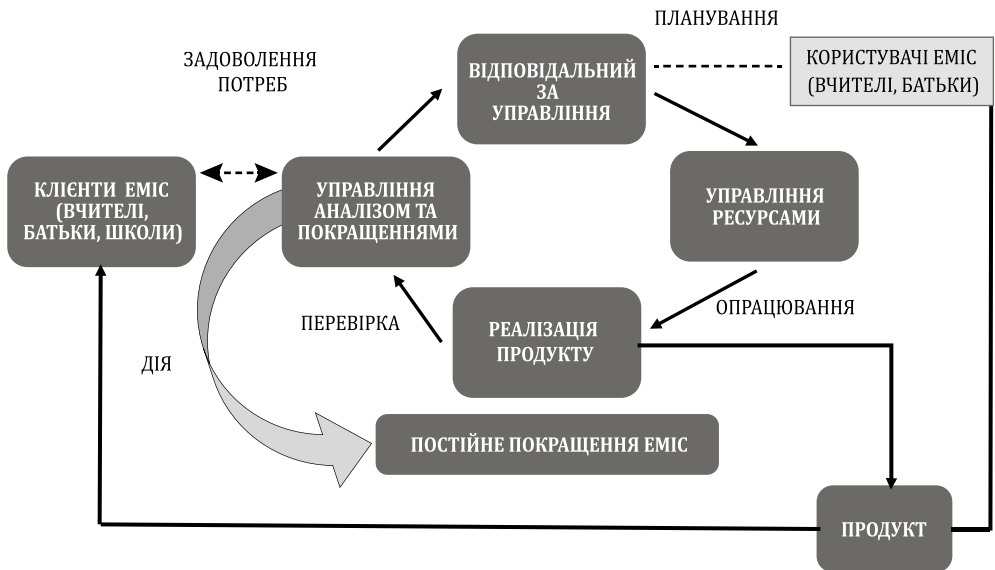 ПЛАНУВАННЯ
ЗАДОВОЛЕННЯ
ПОТРЕБ
ВІДПОВІДАЛЬНИЙ
ЗА
УПРАВЛІННЯ
КОРИСТУВАЧІ ЕМІС
(ВЧИТЕЛІ, БАТЬКИ)
КЛІЄНТИ ЕМІС
(ВЧИТЕЛІ,
БАТЬКИ, ШКОЛИ)
УПРАВЛІННЯ
АНАЛІЗОМ ТА
ПОКРАЩЕННЯМИ
УПРАВЛІННЯ
РЕСУРСАМИ
ОПРАЦЮВАННЯ
ПЕРЕВІРКА
РЕАЛІЗАЦІЯ
ПРОДУКТУ
ДІЯ
ПОСТІЙНЕ ПОКРАЩЕННЯ ЕМІС
ПРОДУКТ